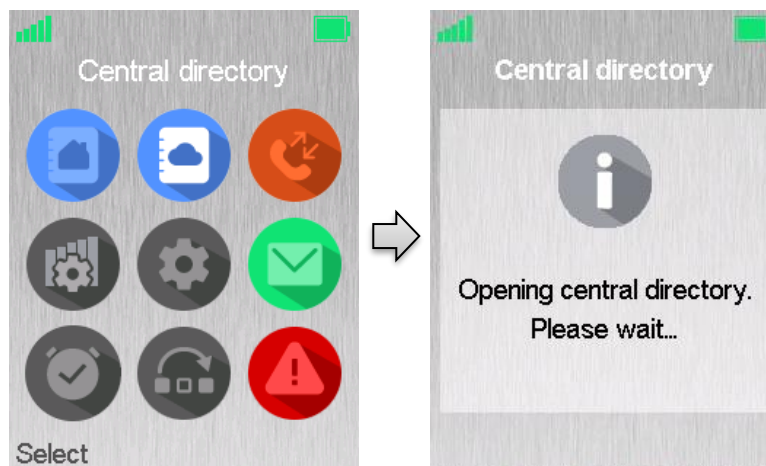 Central directory
Select
Central directory
Opening central directory.
Please wait...